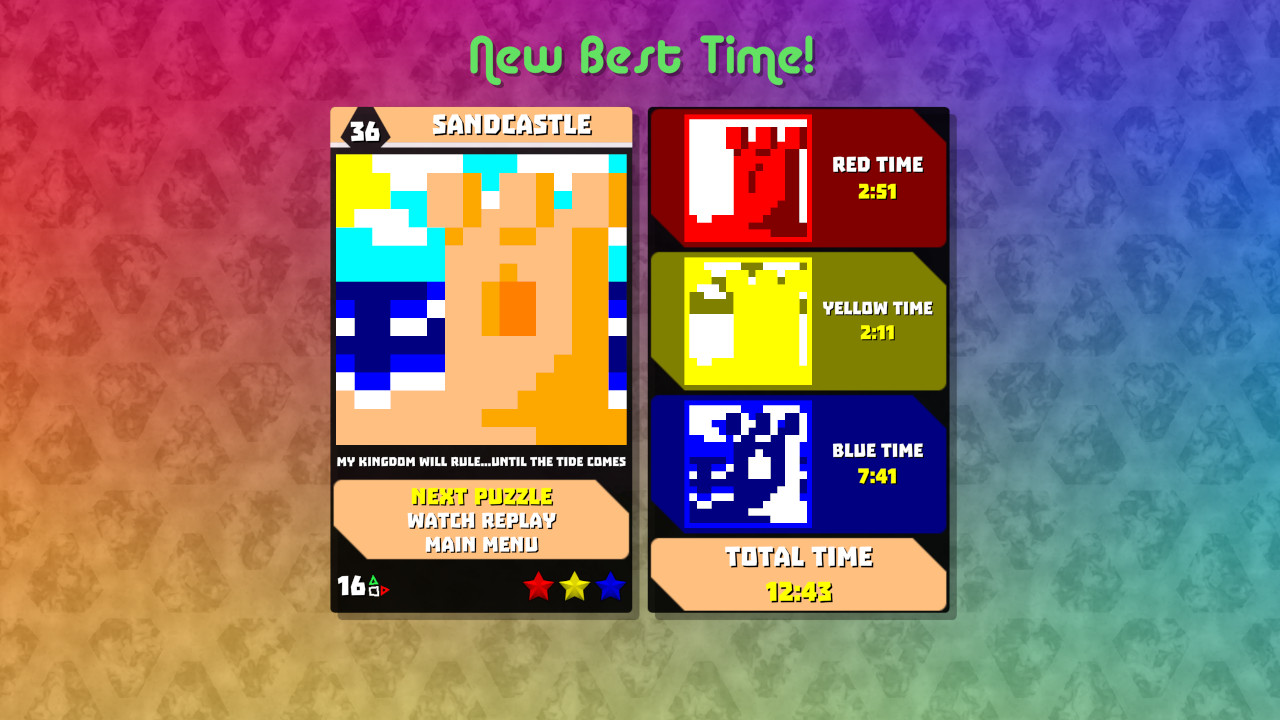 New Best Time!
36 SANDCASTLE
MY KINGDOM WILL RULE...UNTIL THE TIDE COMES
NEXT PUZZLE
WATCH REPLAY
MAIN MENU
16
RED TIME
2:51
YELLOW TIME
2:11
BLUE TIME
7:41
TOTAL TIME
12:43